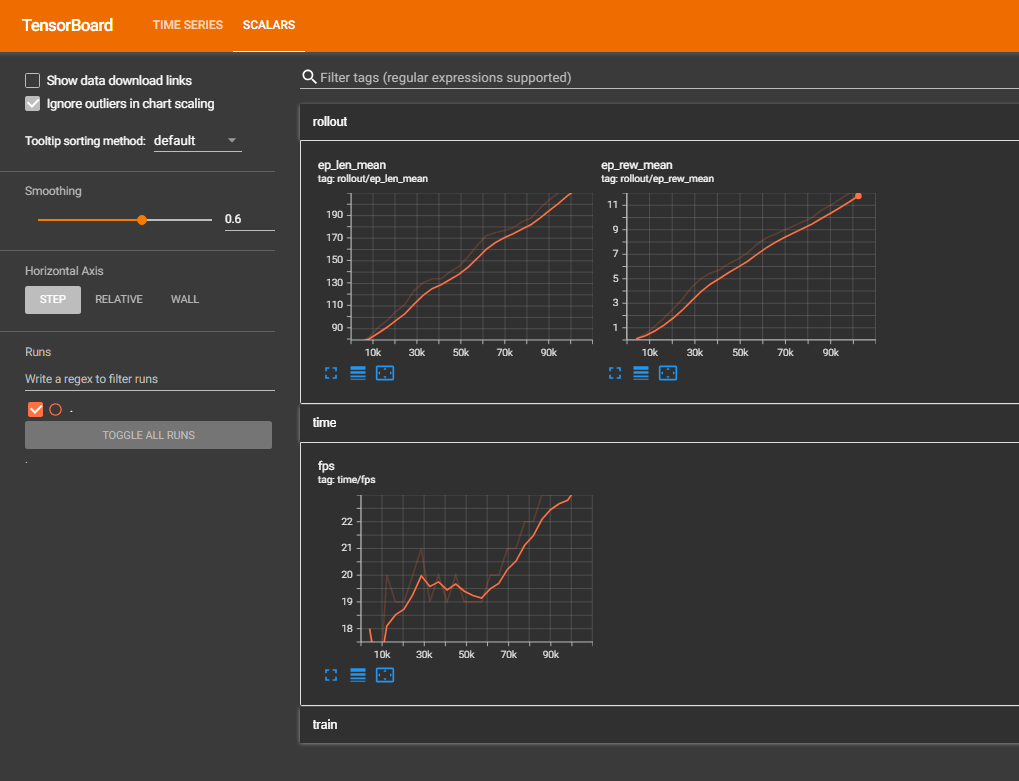 TensorBoard TIME SERIES SCALARS
Show data download links
Ignore outliers in chart scaling
Tooltip sorting method: default
Smoothing
0.6
Horizontal Axis
STEP RELATIVE WALL
Runs
Write a regex to filter runs
.
TOGGLE ALL RUNS
.
Filter tags (regular expressions supported)
rollout
ep_len_mean
tag: rollout/ep_len_mean
190
170
150
130
110
90
10k 30k 50k 70k 90k
ep_rew_mean
tag: rollout/ep_rew_mean
11
9
7
5
3
1
10k 30k 50k 70k 90k
time
fps
tag: time/fps
22
21
20
19
18
10k 30k 50k 70k 90k
train